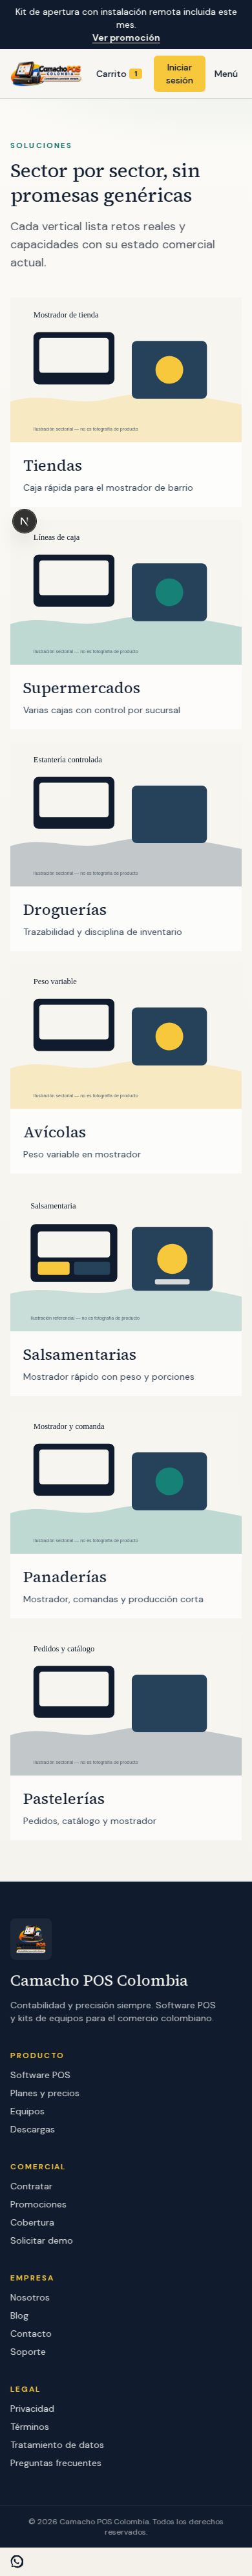 Kit de apertura con instalación remota incluida este
mes.
Ver promoción
CamachoPOS
COLOMBIA
Carrito 1
Iniciar
sesión
Menú
SOLUCIONES
Sector por sector, sin
promesas genéricas
Cada vertical lista retos reales y
capacidades con su estado comercial
actual.
Mostrador de tienda
Ilustración sectorial — no es fotografía de producto
Tiendas
Caja rápida para el mostrador de barrio
N
Líneas de caja
Ilustración sectorial — no es fotografía de producto
Supermercados
Varias cajas con control por sucursal
Estantería controlada
Ilustración sectorial — no es fotografía de producto
Droguerías
Trazabilidad y disciplina de inventario
Peso variable
Ilustración sectorial — no es fotografía de producto
Avícolas
Peso variable en mostrador
Salsamentaria
Ilustración referencial — no es fotografía de producto
Salsamentarias
Mostrador rápido con peso y porciones
Mostrador y comanda
Ilustración sectorial — no es fotografía de producto
Panaderías
Mostrador, comandas y producción corta
Pedidos y catálogo
Ilustración sectorial — no es fotografía de producto
Pastelerías
Pedidos, catálogo y mostrador
Camacho POS Colombia
Contabilidad y precisión siempre. Software POS
y kits de equipos para el comercio colombiano.
PRODUCTO
Software POS
Planes y precios
Equipos
Descargas
COMERCIAL
Contratar
Promociones
Cobertura
Solicitar demo
EMPRESA
Nosotros
Blog
Contacto
Soporte
LEGAL
Privacidad
Términos
Tratamiento de datos
Preguntas frecuentes
© 2026 Camacho POS Colombia. Todos los derechos
reservados.